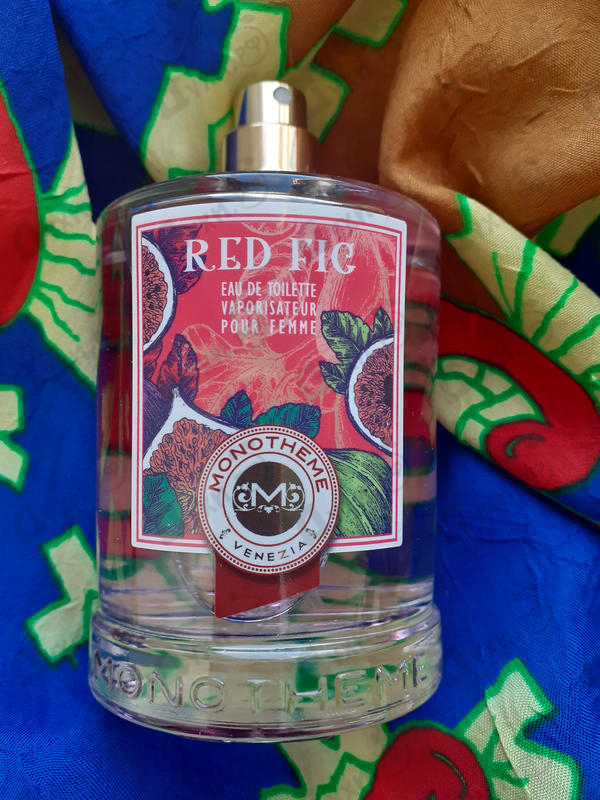 RED FIG
EAU DE TOILETTE
VAPORISATEUR
POUR FEMME
MONOTHEME
M
VENEZIA
MONOTHEME